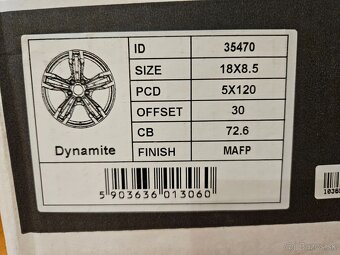 ID 35470
SIZE 18X8.5
PCD 5X120
OFFSET 30
CB 72.6
Dynamite
FINISH MAFP
5 903636 013060